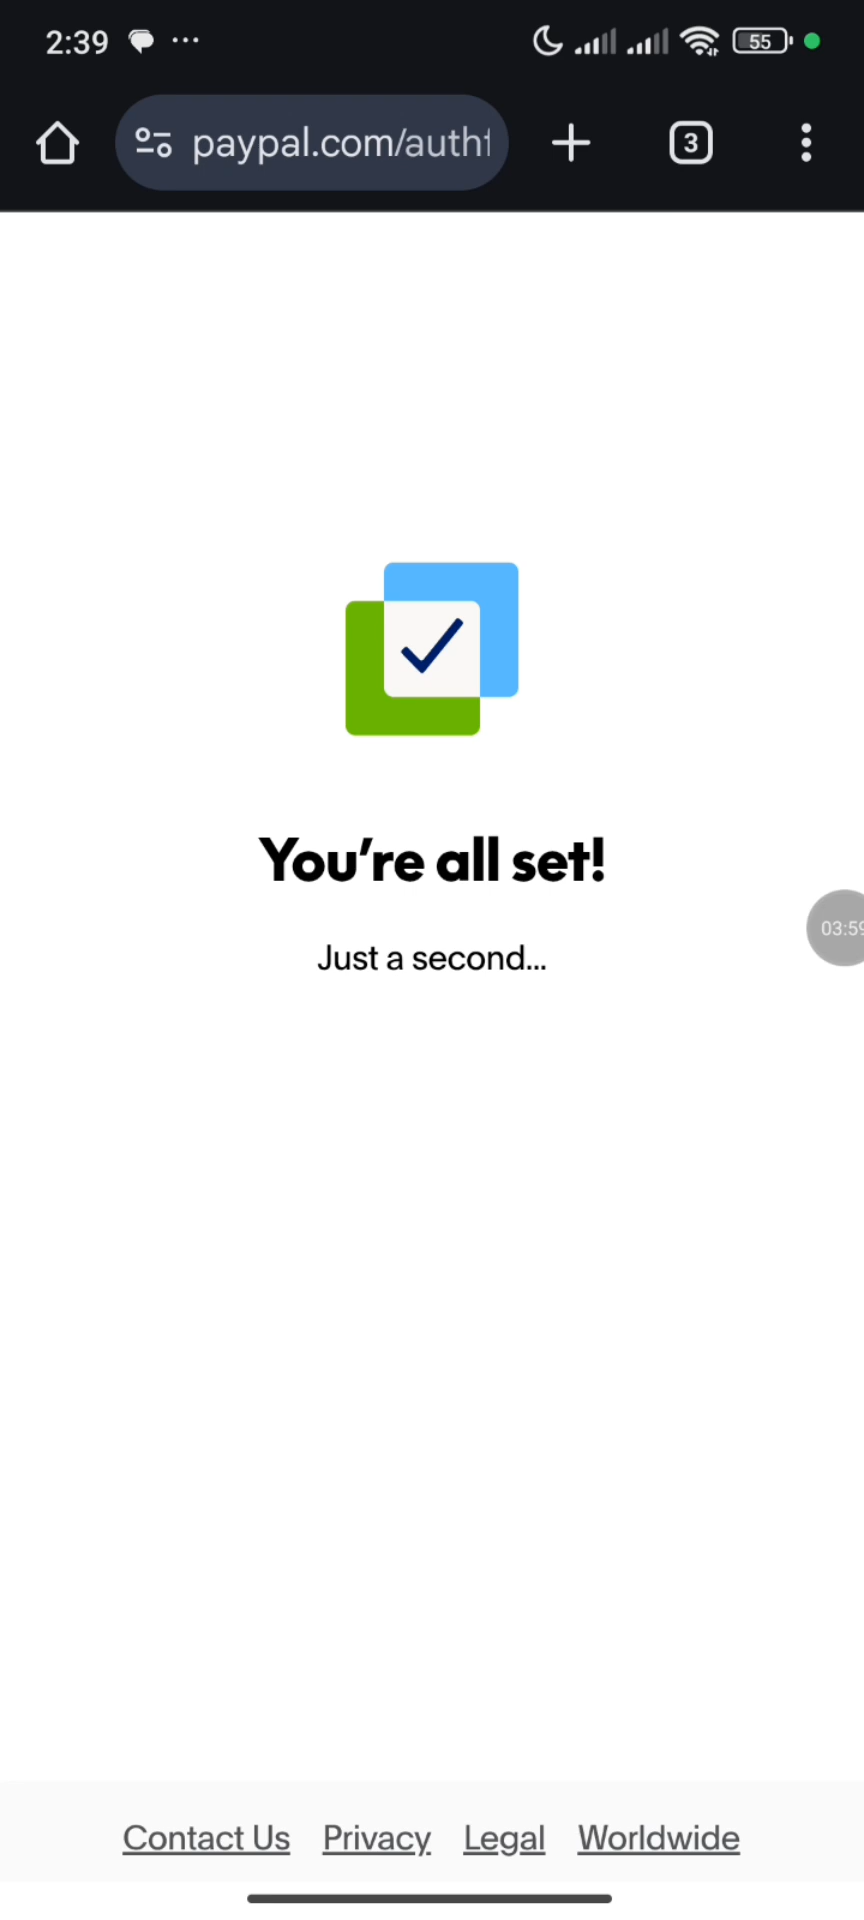 2:39
55
paypal.com/auth
3
You're all set!
Just a second...
03:59
Contact Us Privacy Legal Worldwide